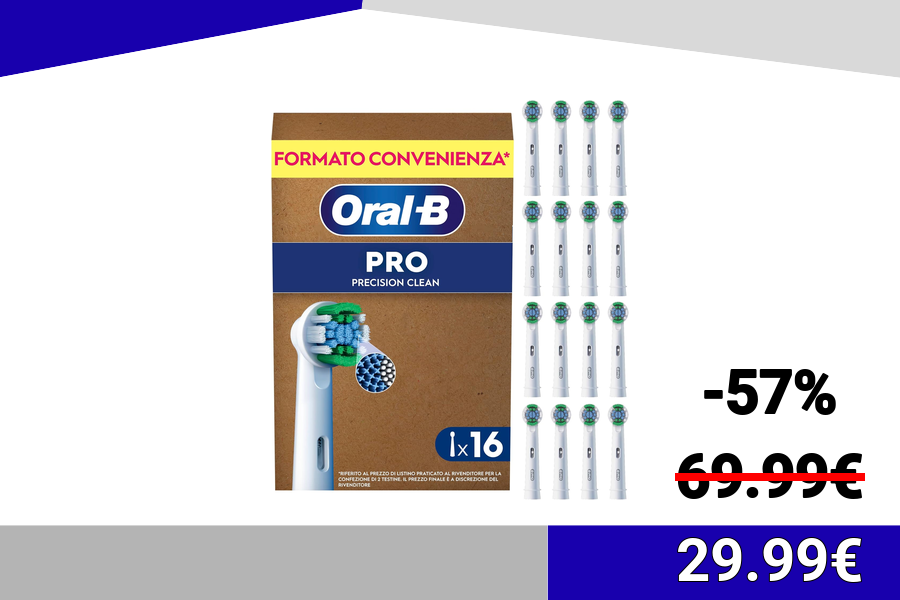 FORMATO CONVENIENZA*
Oral-B
PRO
PRECISION CLEAN
x16
*RIFERITO AL PREZZO DI LISTINO PRATICATO AL RIVENDITORE PER LA
CONFEZIONE DI 2 TESTINE. IL PREZZO FINALE È A DISCREZIONE DEL
RIVENDITORE
-57%
69.99€
29.99€